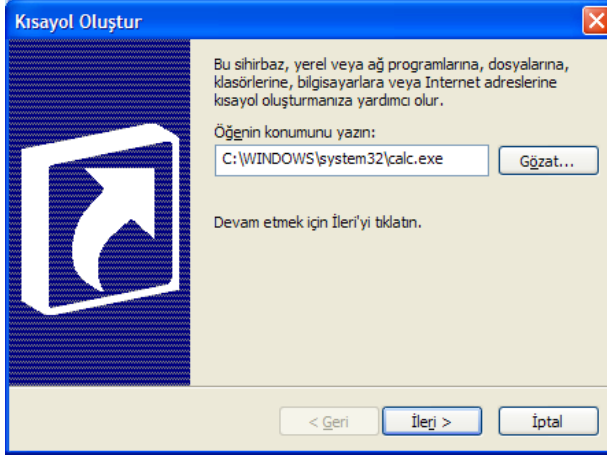 Kısayol Oluştur
Bu sihirbaz, yerel veya ağ programlarına, dosyalarına,
klasörlerine, bilgisayarlara veya Internet adreslerine
kısayol oluşturmanıza yardımcı olur.
Öğenin konumunu yazın:
C:\WINDOWS\system32\calc.exe
Gözat...
Devam etmek için İleri'yi tıklatın.
< Geri
İleri >
İptal